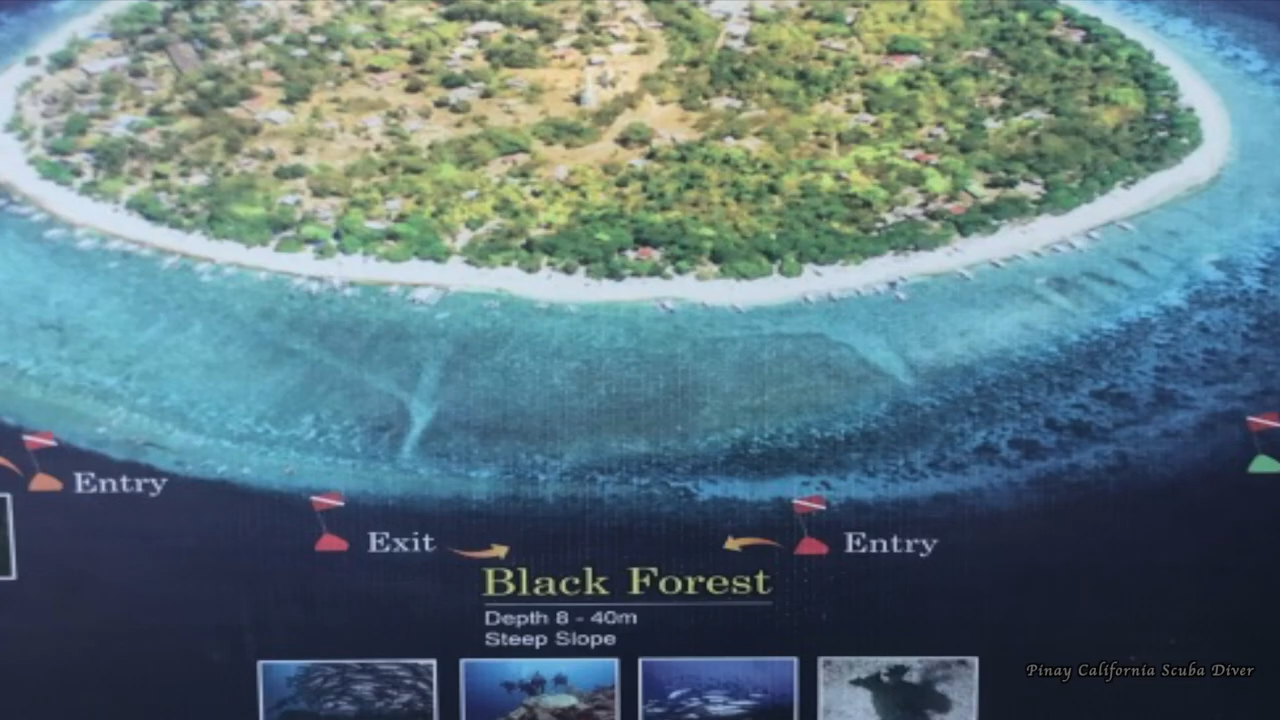 Entry
Exit
Entry
Black Forest
Depth 8 - 40m
Steep Slope
Pinay California Scuba Diver